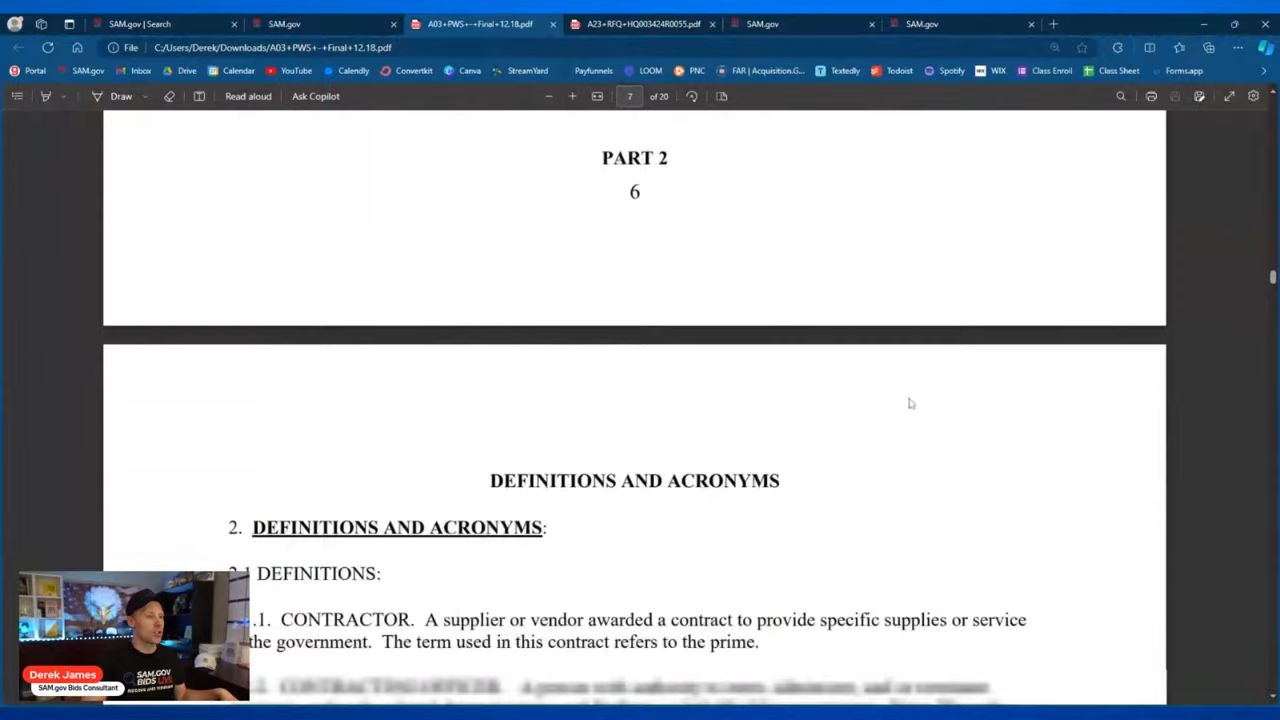 SAM.gov | Search
SAM.gov
A03+PWS+-+Final+12.18.pdf
A23+RFQ+HQ003424R0055.pdf
SAM.gov
SAM.gov
File
C:/Users/Derek/Downloads/A03+PWS+-+Final+12.18.pdf
Portal
SAM.gov
Inbox
Drive
Calendar
YouTube
Calendly
Convertkit
Canva
StreamYard
Payfunnels
LOOM
PNC
FAR | Acquisition.G...
Textedly
Todoist
Spotify
WIX
Class Enroll
Class Sheet
Forms.app
Draw
Read aloud
Ask Copilot
7
of 20
PART 2
6
DEFINITIONS AND ACRONYMS
2. DEFINITIONS AND ACRONYMS:
DEFINITIONS:
.1. CONTRACTOR. A supplier or vendor awarded a contract to provide specific supplies or service
the government. The term used in this contract refers to the prime.
SAM.GOV
BIDS LIVE
Derek James
SAM.gov Bids Consultant